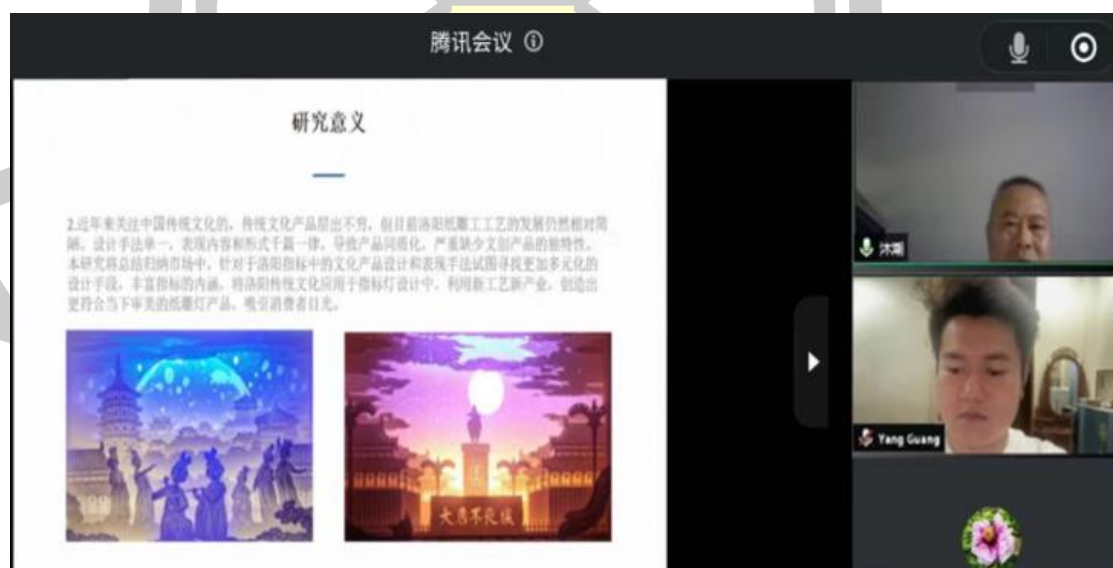 腾讯会议
研究意义
2.近年来关注中国传统文化的，传统文化产品层出不穷，但目前洛阳纸雕工工艺的发展仍然相对简
陋。设计手法单一，表现内容和形式千篇一律，导致产品同质化，严重缺少文创产品的独特性。
本研究将总结归纳市场中，针对于洛阳指标中的文化产品设计和表现手法试图寻找更加多元化的
设计手段，丰富指标的内涵，将洛阳传统文化应用于指标灯设计中，利用新工艺新产业，创造出
更符合当下审美的纸雕灯产品，吸引消费者目光。
大唐不夜城
沐渐
Yang Guang